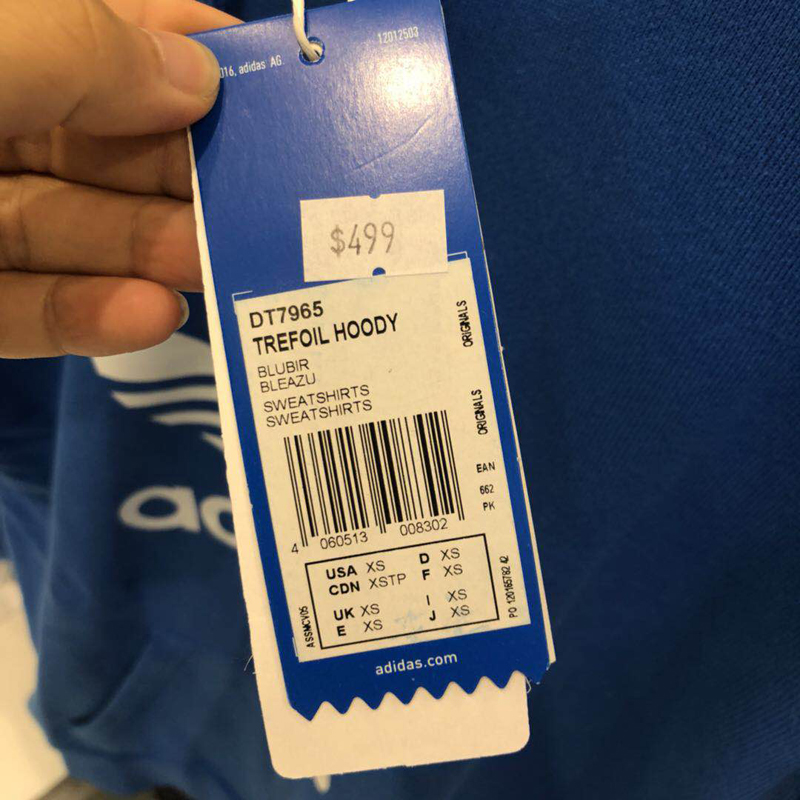 016, adidas AG
12012503
$499
DT7965
TREFOIL HOODY
BLUBIR
BLEAZU
SWEATSHIRTS
SWEATSHIRTS
ORIGINALS
ORIGINALS
EAN
662
PK
4 060513 008302
USA XS D XS
CDN XSTP F XS
UK XS I XS
E XS J XS
ASSMCV05
adidas.com